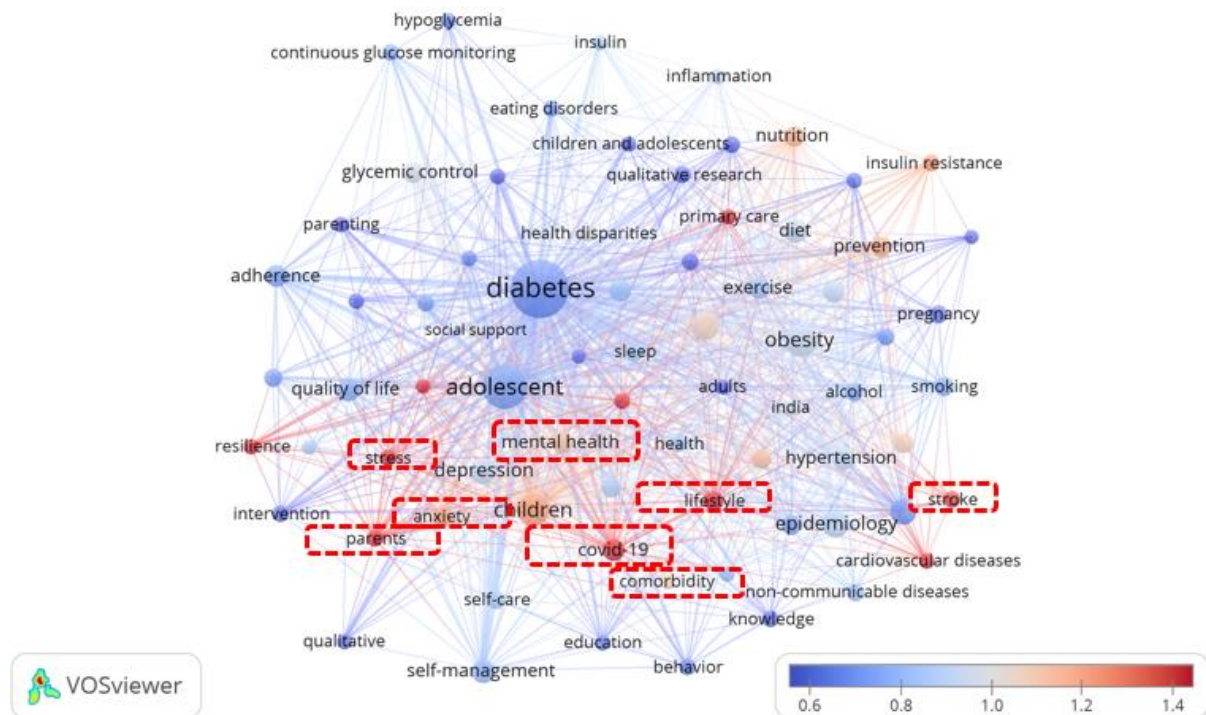 hypoglycemia
continuous glucose monitoring
insulin
inflammation
eating disorders
children and adolescents
nutrition
glycemic control
qualitative research
insulin resistance
parenting
health disparities
primary care
diet
prevention
adherence
diabetes
exercise
social support
pregnancy
sleep
obesity
quality of life
adolescent
adults
alcohol
smoking
india
resilience
stress
mental health
health
hypertension
depression
lifestyle
stroke
intervention
anxiety
children
epidemiology
parents
covid-19
cardiovascular diseases
comorbidity
non-communicable diseases
self-care
knowledge
qualitative
education
self-management
behavior
VOSviewer
0.6 0.8 1.0 1.2 1.4